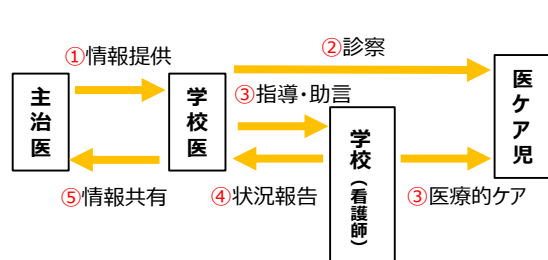 ①情報提供
②診察
主治医
学校医
③指導・助言
医ケア児
学校(看護師)
⑤情報共有
④状況報告
③医療的ケア